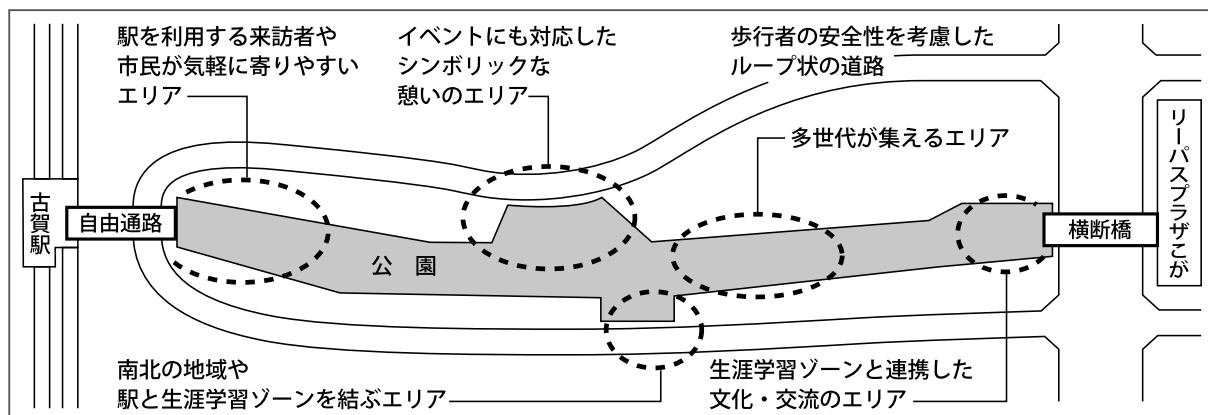 駅を利用する来訪者や
市民が気軽に寄りやすい
エリア
イベントにも対応した
シンボリックな
憩いのエリア
歩行者の安全性を考慮した
ループ状の道路
多世代が集えるエリア
リーパスプラザこが
古賀駅
自由通路
横断橋
公　園
南北の地域や
駅と生涯学習ゾーンを結ぶエリア
生涯学習ゾーンと連携した
文化・交流のエリア